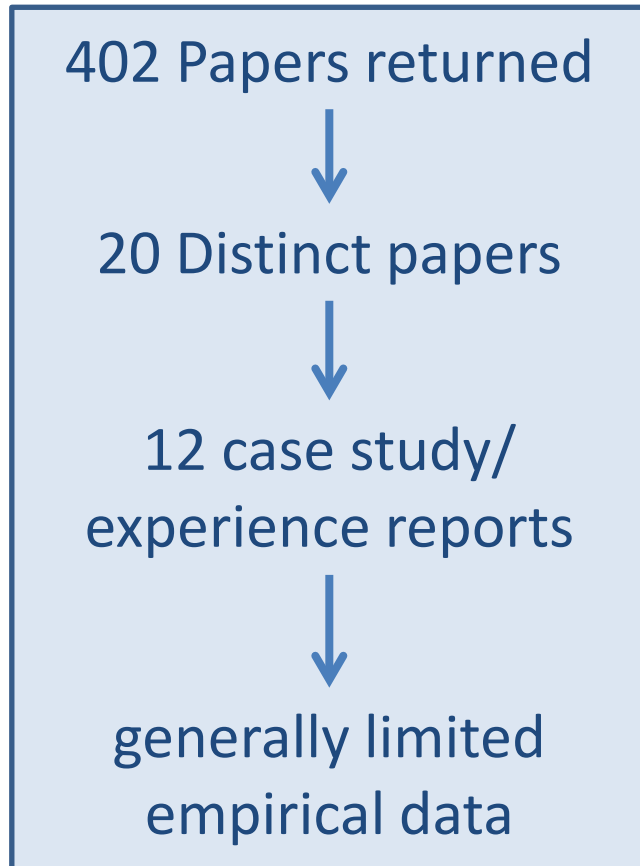 402 Papers returned
20 Distinct papers
12 case study/
experience reports
generally limited
empirical data